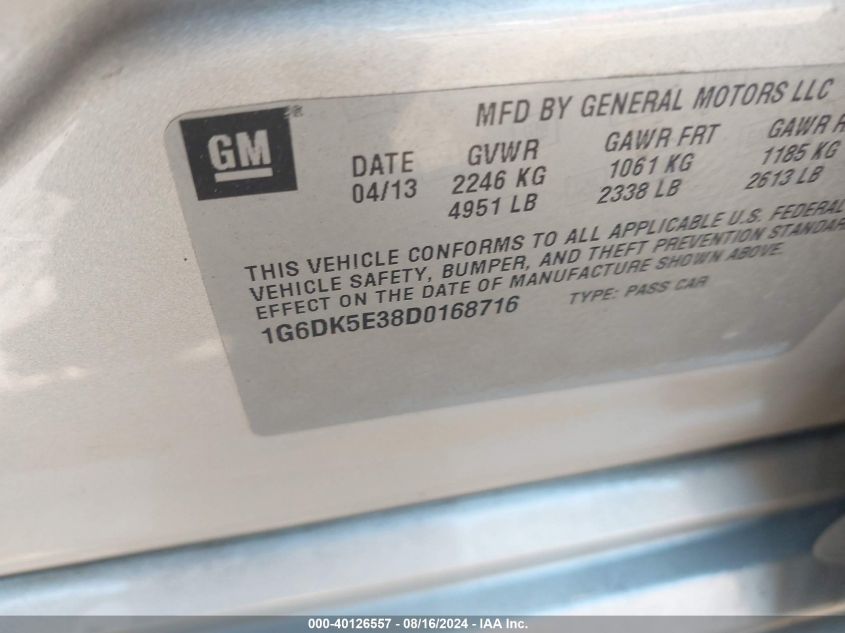 MFD BY GENERAL MOTORS LLC
GM
DATE GVWR GAWR FRT GAWR R
04/13 2246 KG 1061 KG 1185 KG
4951 LB 2338 LB 2613 LB
THIS VEHICLE CONFORMS TO ALL APPLICABLE U.S. FEDERAL
VEHICLE SAFETY, BUMPER, AND THEFT PREVENTION STANDAR
EFFECT ON THE DATE OF MANUFACTURE SHOWN ABOVE.
1G6DK5E38D0168716 TYPE: PASS CAR
000-40126557 - 08/16/2024 - IAA Inc.